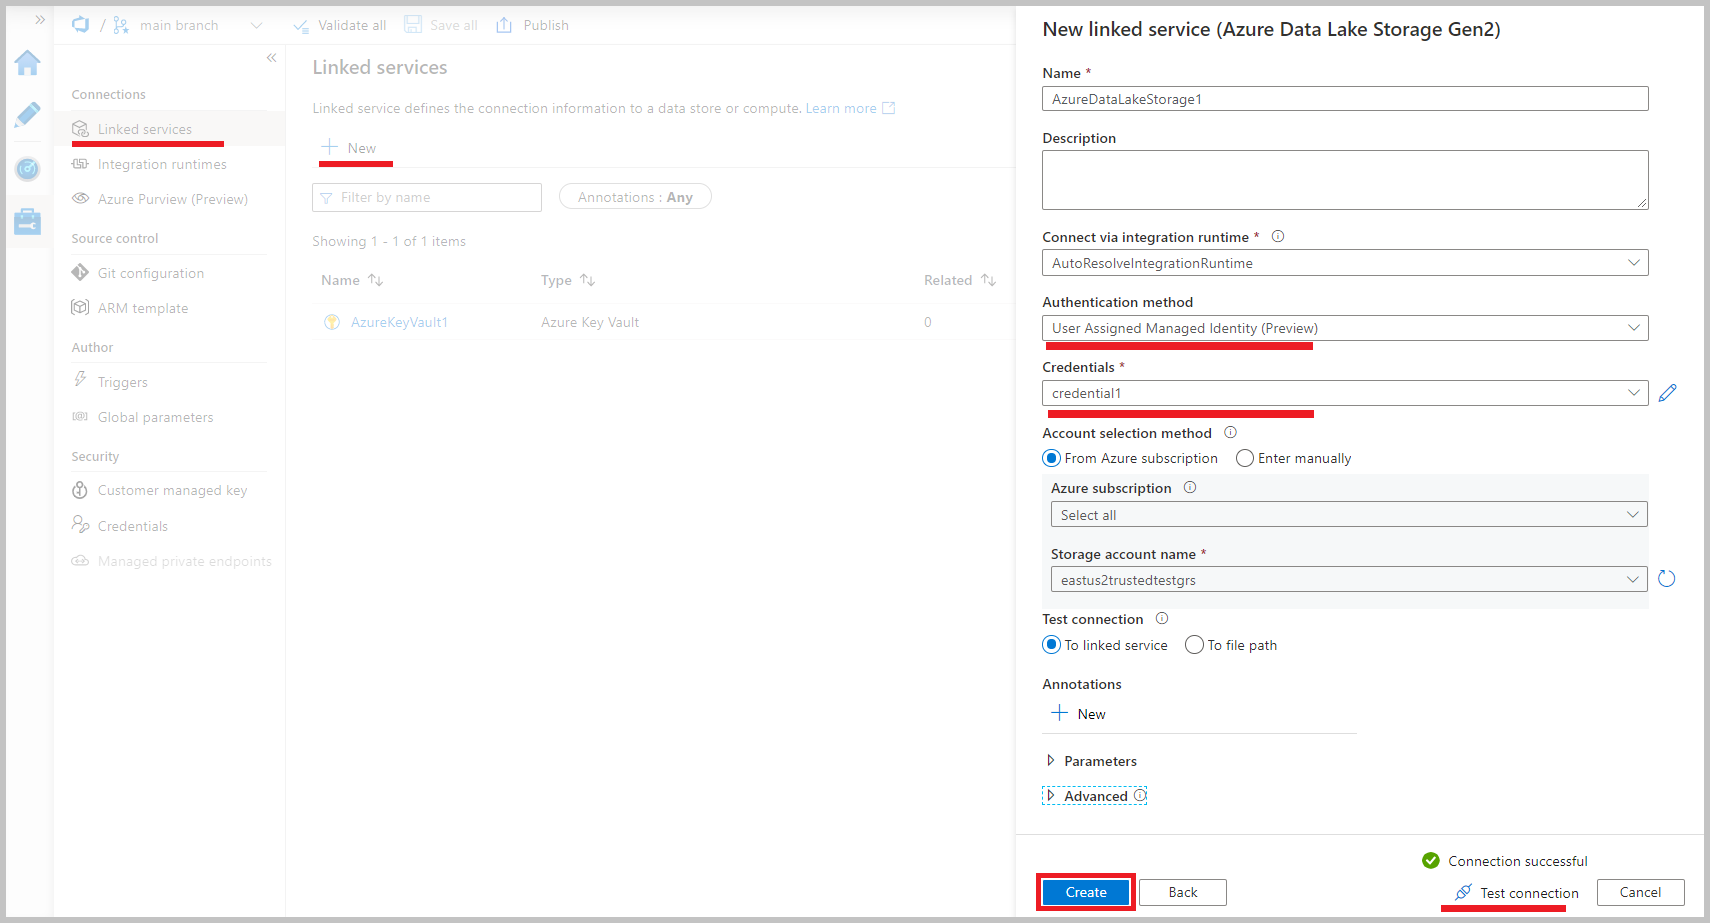 main branch
Validate all
Save all
Publish
Connections
Linked services
Integration runtimes
Azure Purview (Preview)
Source control
Git configuration
ARM template
Author
Triggers
Global parameters
Security
Customer managed key
Credentials
Managed private endpoints
Linked services
Linked service defines the connection information to a data store or compute. Learn more
New
Filter by name
Annotations : Any
Showing 1 - 1 of 1 items
Name Type Related
AzureKeyVault1 Azure Key Vault 0
New linked service (Azure Data Lake Storage Gen2)
Name *
AzureDataLakeStorage1
Description
Connect via integration runtime *
AutoResolveIntegrationRuntime
Authentication method
User Assigned Managed Identity (Preview)
Credentials *
credential1
Account selection method
From Azure subscription Enter manually
Azure subscription
Select all
Storage account name *
eastus2trustedtestgrs
Test connection
To linked service To file path
Annotations
New
Parameters
Advanced
Connection successful
Create Back Test connection Cancel